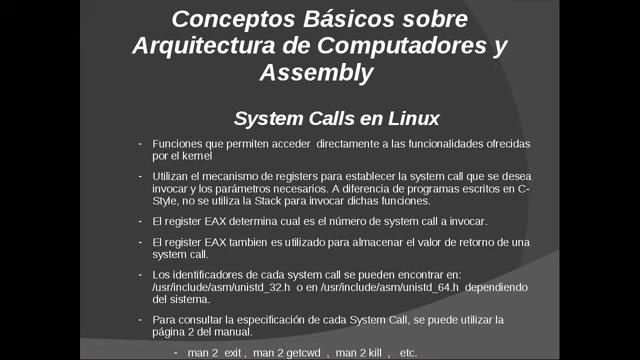 Conceptos Básicos sobre
Arquitectura de Computadores y
Assembly
System Calls en Linux
- Funciones que permiten acceder directamente a las funcionalidades ofrecidas
por el kernel
- Utilizan el mecanismo de registers para establecer la system call que se desea
invocar y los parámetros necesarios. A diferencia de programas escritos en C-
Style, no se utiliza la Stack para invocar dichas funciones.
- El register EAX determina cual es el número de system call a invocar.
- El register EAX tambien es utilizado para almacenar el valor de retorno de una
system call.
- Los identificadores de cada system call se pueden encontrar en:
/usr/include/asm/unistd_32.h o en /usr/include/asm/unistd_64.h dependiendo
del sistema.
- Para consultar la especificación de cada System Call, se puede utilizar la
página 2 del manual.
- man 2 exit , man 2 getcwd , man 2 kill , etc.